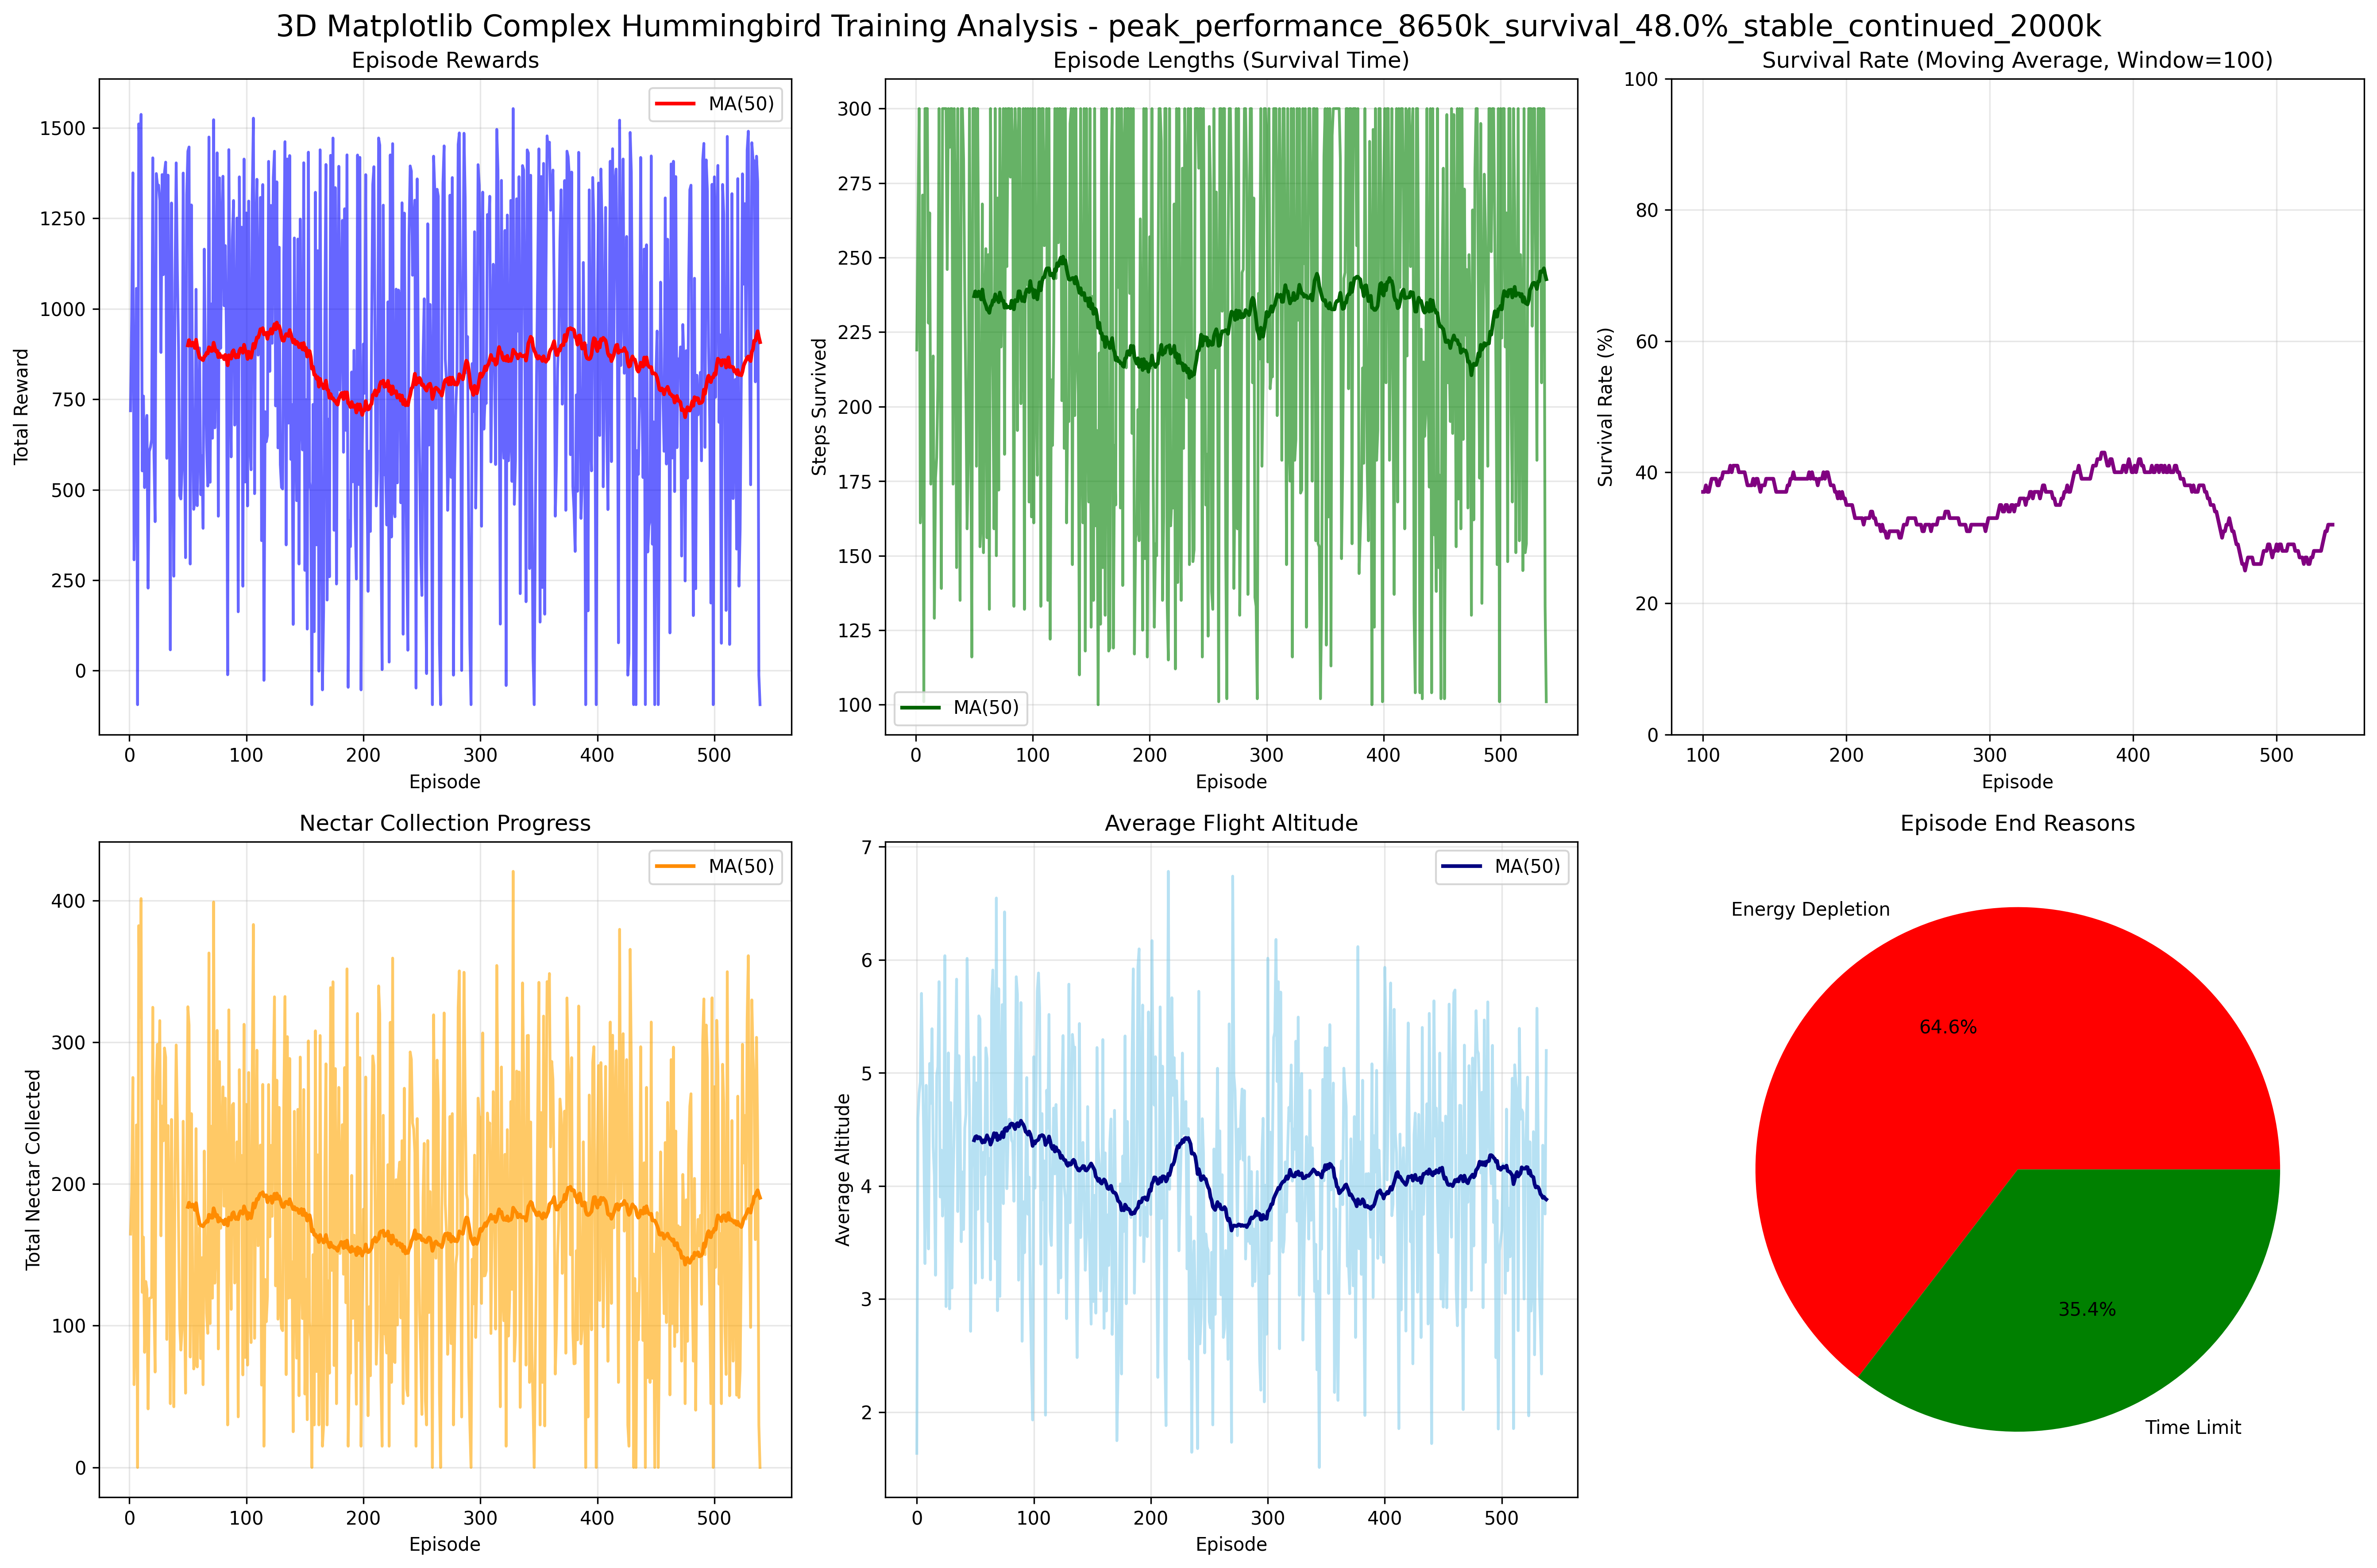 3D Matplotlib Complex Hummingbird Training Analysis - peak_performance_8650k_survival_48.0%_stable_continued_2000k
Episode Rewards
MA(50)
1500
1250
1000
750
500
250
0
Total Reward
0 100 200 300 400 500
Episode
Episode Lengths (Survival Time)
300
275
250
225
200
175
150
125
100
Steps Survived
MA(50)
0 100 200 300 400 500
Episode
Survival Rate (Moving Average, Window=100)
100
80
60
40
20
0
Survival Rate (%)
100 200 300 400 500
Episode
Nectar Collection Progress
MA(50)
400
300
200
100
0
Total Nectar Collected
0 100 200 300 400 500
Episode
Average Flight Altitude
MA(50)
7
6
5
4
3
2
Average Altitude
0 100 200 300 400 500
Episode
Episode End Reasons
Energy Depletion
64.6%
35.4%
Time Limit